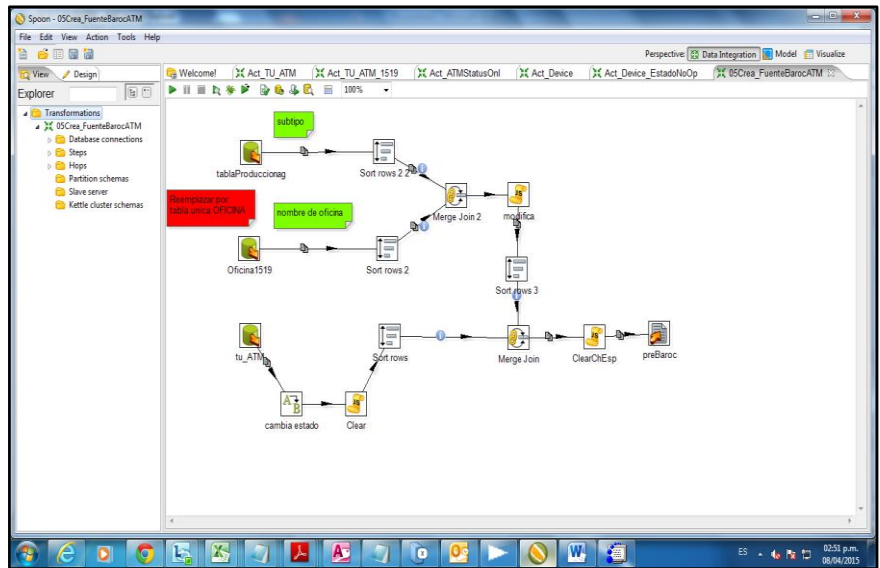 Spoon - 05Crea_FuenteBarocATM
File Edit View Action Tools Help
Perspective: Data Integration Model Visualize
View Design
Welcome! Act_TU_ATM Act_TU_ATM_1519 Act_ATMStatusOnl Act_Device Act_Device_EstadoNoOp 05Crea_FuenteBarocATM
Explorer
100%
Transformations
05Crea_FuenteBarocATM
Database connections
Steps
Hops
Partition schemas
Slave server
Kettle cluster schemas
subtipo
tablaProduccionag
Sort rows 2 2
Reemplazar por
tabla unica OFICINA
nombre de oficina
Merge Join 2
modifica
Oficina1519
Sort rows 2
Sort rows 3
tu_ATM
Sort rows
Merge Join
ClearChEsp
preBaroc
A
B
cambia estado
Clear
ES
02:51 p.m.
08/04/2015